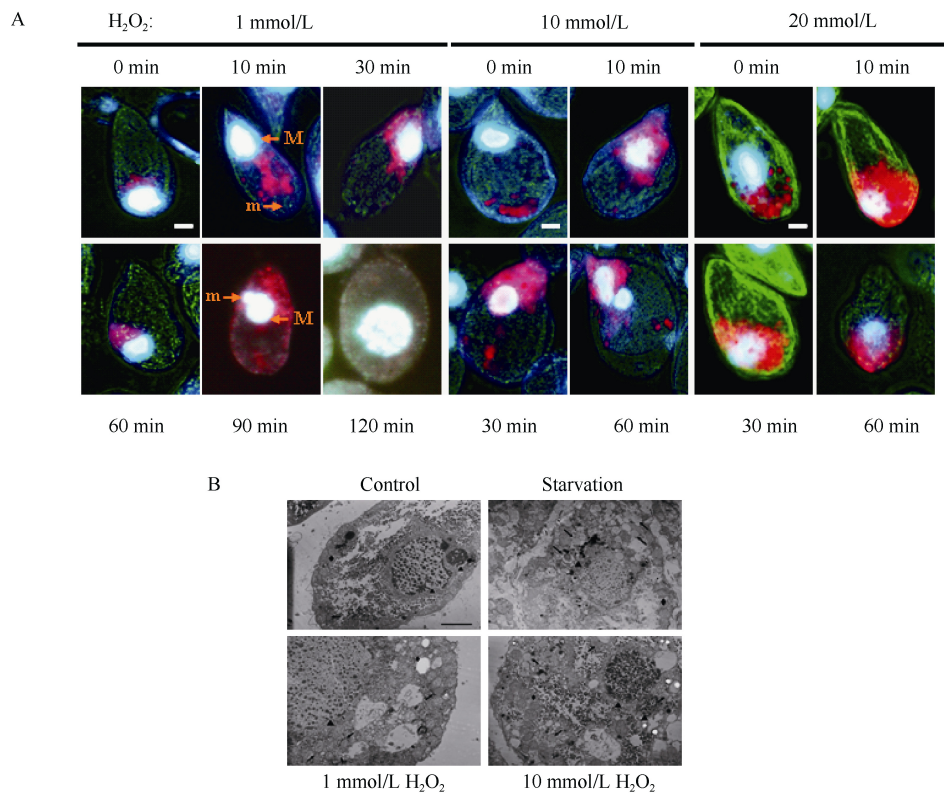 A
H₂O₂: 1 mmol/L 10 mmol/L 20 mmol/L
0 min 10 min 30 min 0 min 10 min 0 min 10 min
M
m
m
M
60 min 90 min 120 min 30 min 60 min 30 min 60 min
B
Control Starvation
1 mmol/L H₂O₂ 10 mmol/L H₂O₂